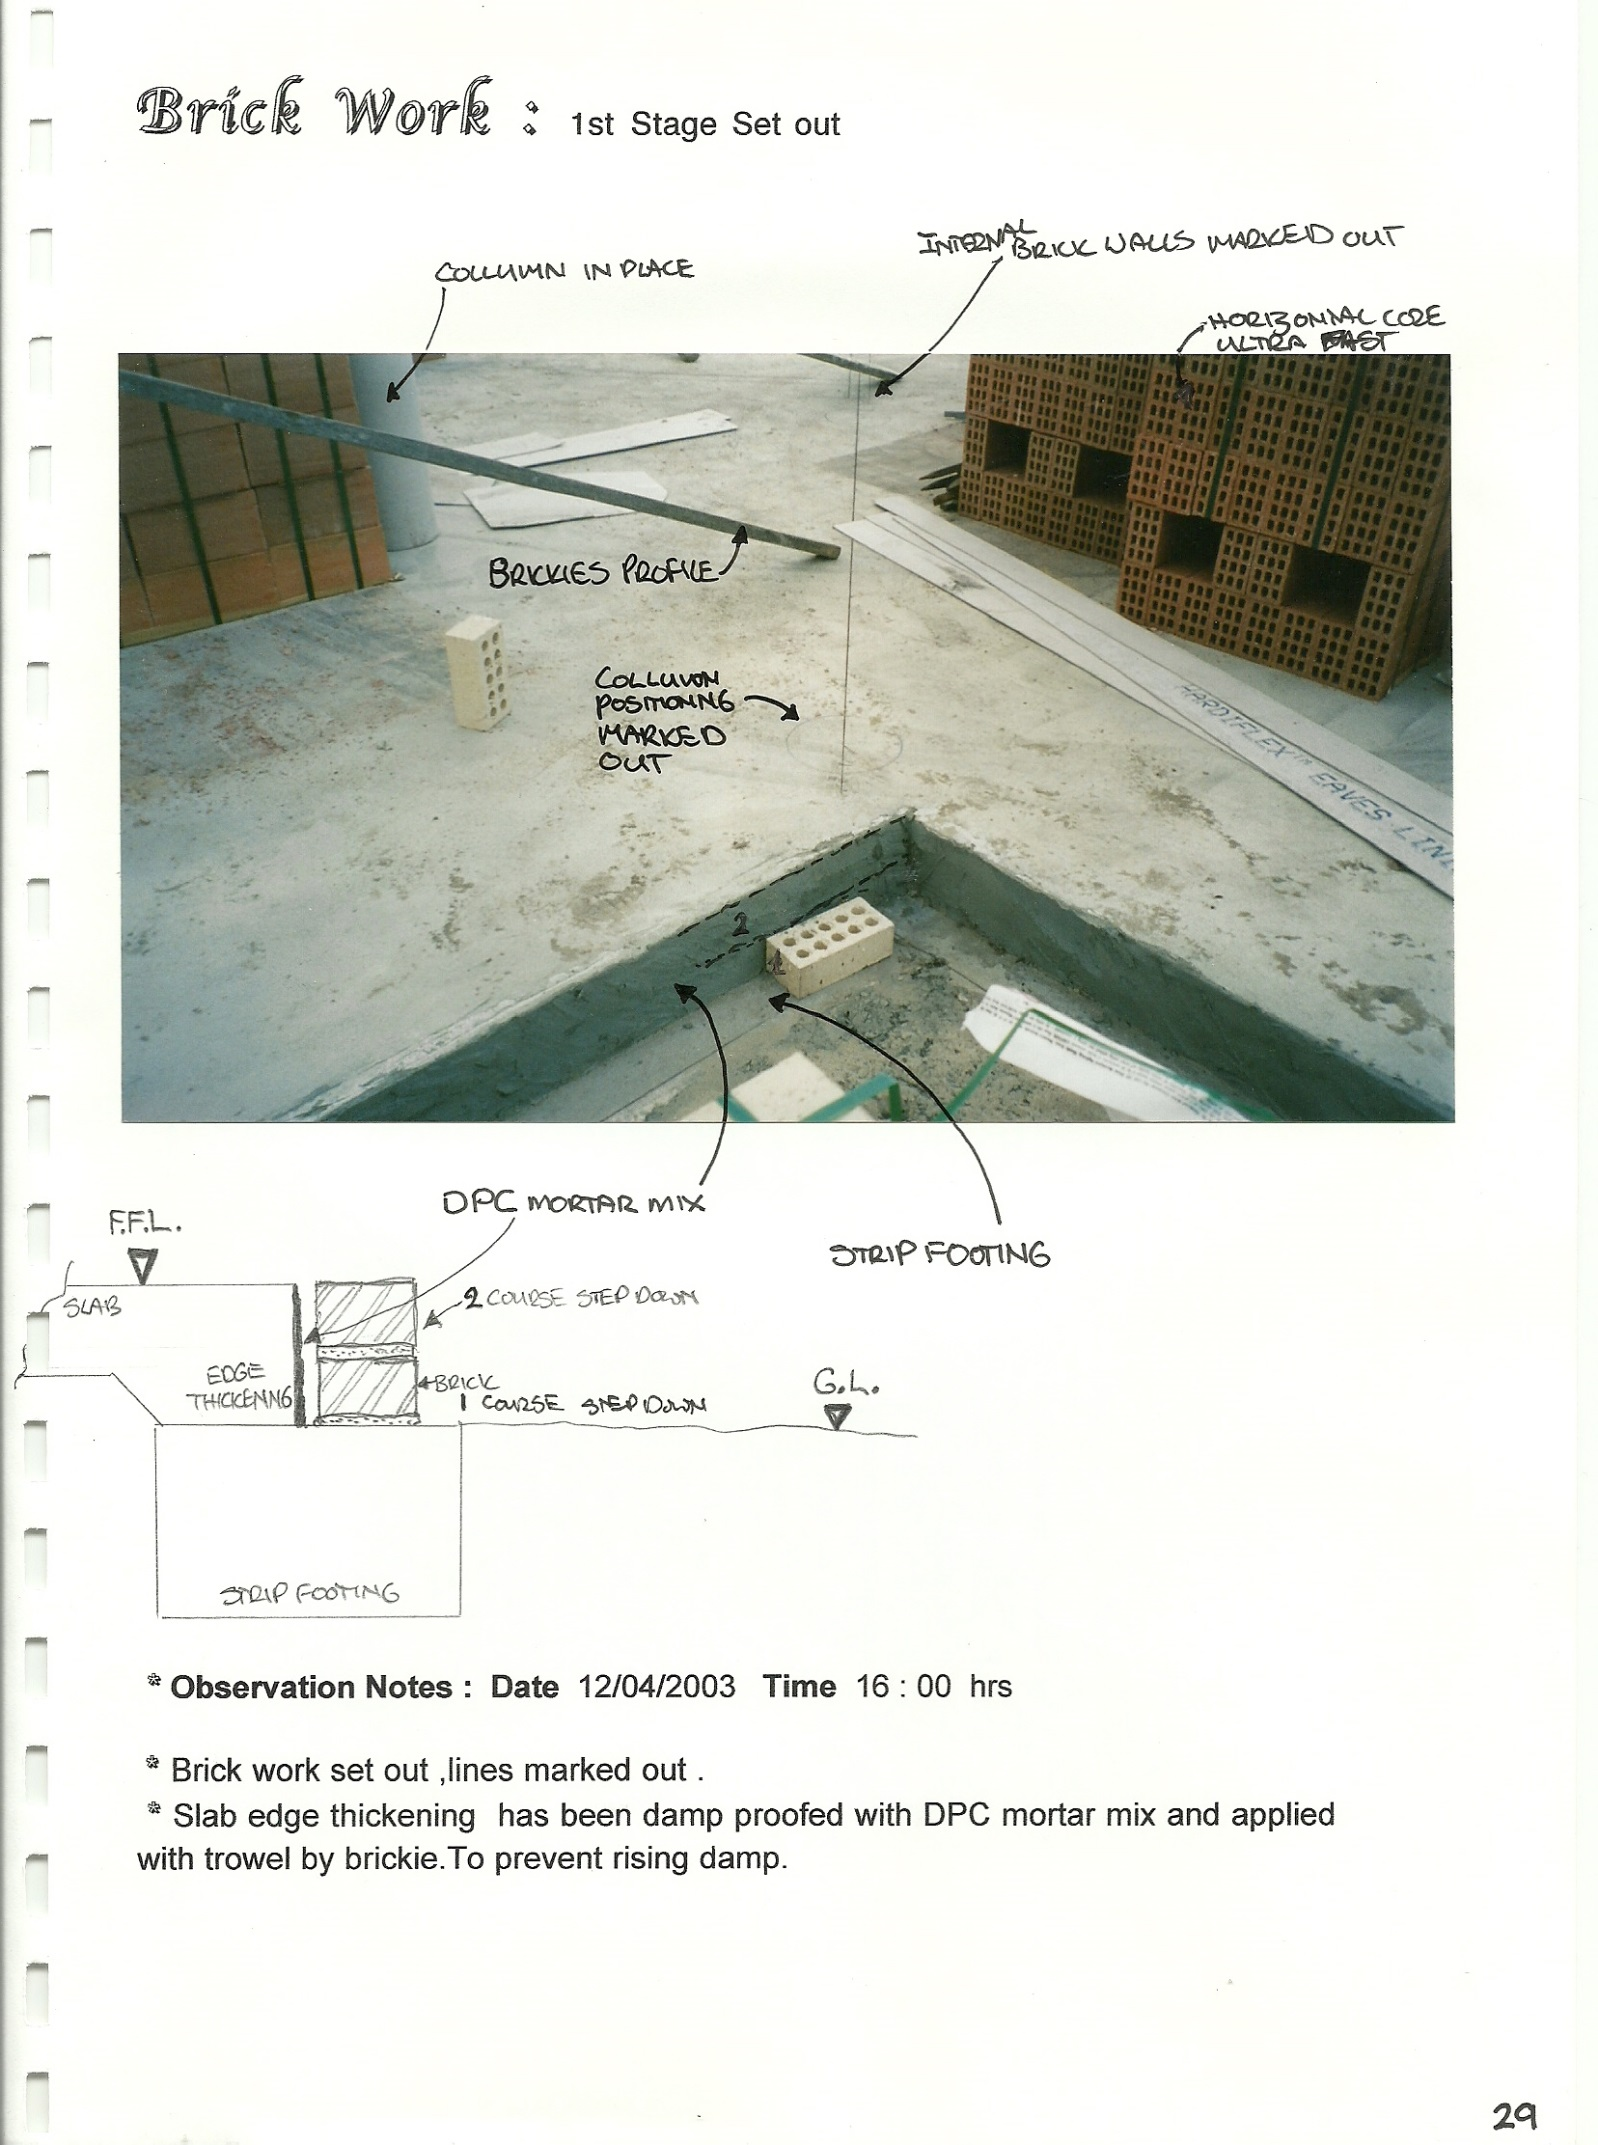 Brick Work : 1st Stage Set out
INTERNAL
BRICK WALLS MARKED OUT
COLLUMN IN PLACE
HORIZONTAL CORE
ULTRA FAST
BRICKIES PROFILE
COLLUMN
POSITIONING
MARKED
OUT
HARDIFLEX™ EAVES LINI
2
1
DPC MORTAR MIX
STRIP FOOTING
F.F.L.
SLAB
2 COURSE STEP DOWN
EDGE
THICKENING
BRICK
1 COURSE STEP DOWN
G.L.
STRIP FOOTING
* Observation Notes : Date 12/04/2003 Time 16 : 00 hrs
* Brick work set out ,lines marked out .
* Slab edge thickening has been damp proofed with DPC mortar mix and applied
with trowel by brickie.To prevent rising damp.
29